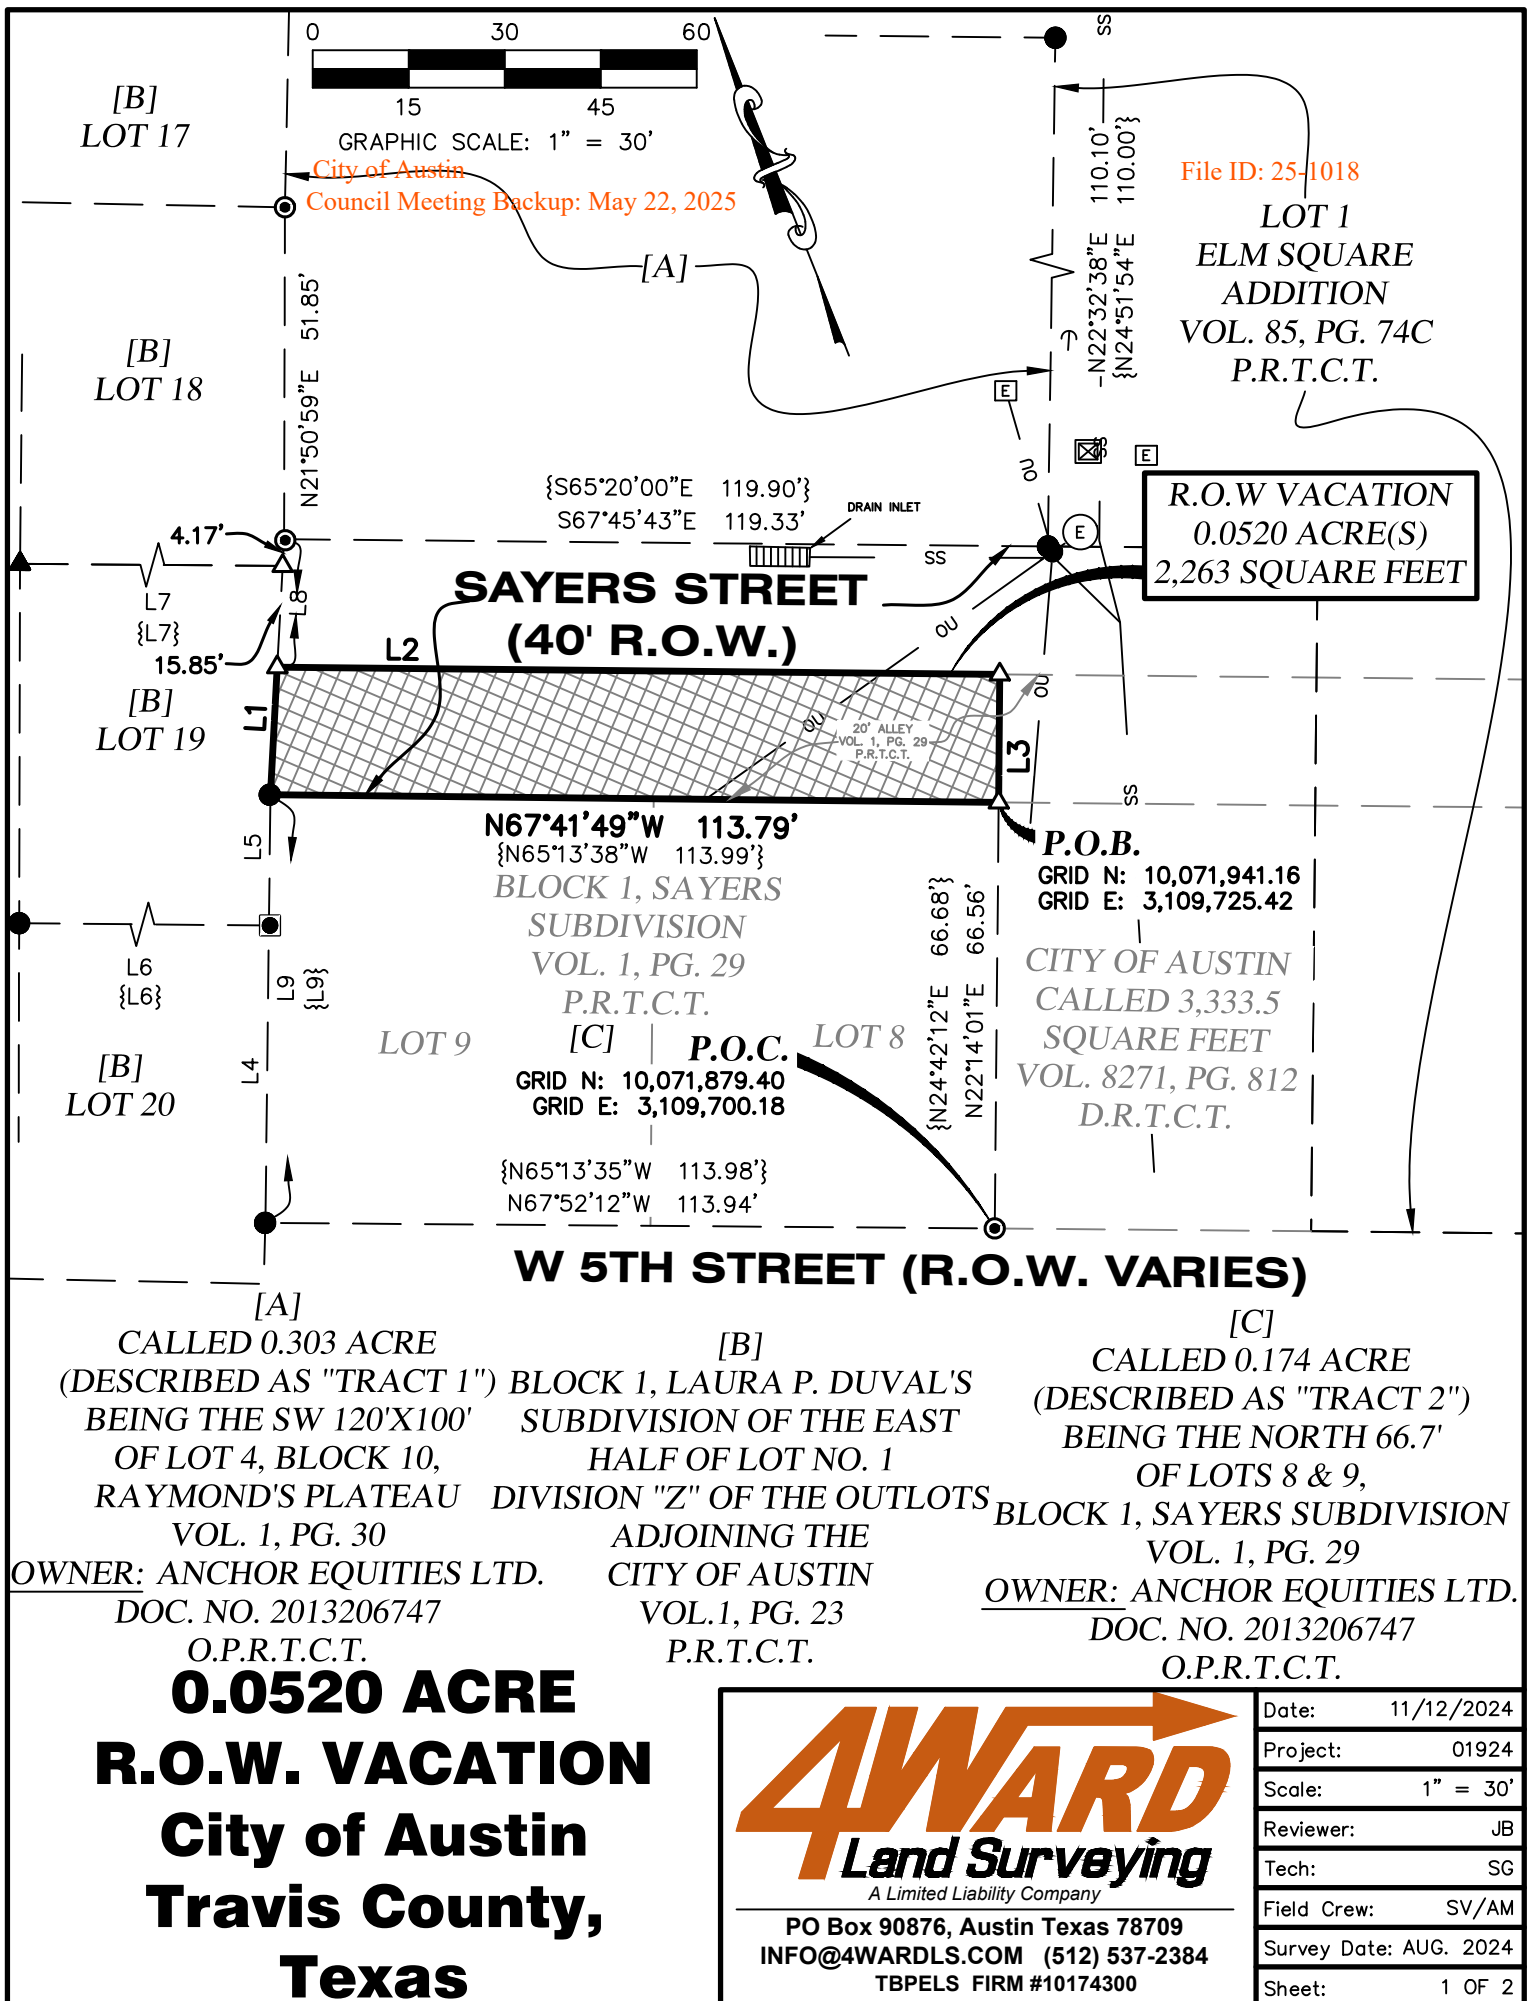 0 30 60
15 45
GRAPHIC SCALE: 1” = 30’
City of Austin
Council Meeting Backup: May 22, 2025
File ID: 25-1018
[B]
LOT 17
[A]
SS
N22°32’38”E 110.10’
{N24°51’54”E 110.00’}
LOT 1
ELM SQUARE
ADDITION
VOL. 85, PG. 74C
P.R.T.C.T.
N21°50’59”E 51.85’
[B]
LOT 18
E
OU
SS
E
{S65°20’00”E 119.90’}
S67°45’43”E 119.33’
DRAIN INLET
E
R.O.W VACATION
0.0520 ACRE(S)
2,263 SQUARE FEET
4.17’
SS
SAYERS STREET
(40' R.O.W.)
L7
{L7}
L8
15.85’
L2
OU
OU
[B]
LOT 19
L1
OU
20’ ALLEY
VOL. 1, PG. 29
P.R.T.C.T.
L3
SS
N67°41’49”W 113.79’
{N65°13’38”W 113.99’}
L5
P.O.B.
GRID N: 10,071,941.16
GRID E: 3,109,725.42
BLOCK 1, SAYERS
SUBDIVISION
VOL. 1, PG. 29
P.R.T.C.T.
{N24°42’12”E 66.68’}
N22°14’01”E 66.56’
CITY OF AUSTIN
CALLED 3,333.5
SQUARE FEET
VOL. 8271, PG. 812
D.R.T.C.T.
L6
{L6}
L9
{L9}
LOT 9
[C]
LOT 8
P.O.C.
GRID N: 10,071,879.40
GRID E: 3,109,700.18
[B]
LOT 20
L4
{N65°13’35”W 113.98’}
N67°52’12”W 113.94’
W 5TH STREET (R.O.W. VARIES)
[A]
CALLED 0.303 ACRE
(DESCRIBED AS "TRACT 1")
BEING THE SW 120'X100'
OF LOT 4, BLOCK 10,
RAYMOND'S PLATEAU
VOL. 1, PG. 30
OWNER: ANCHOR EQUITIES LTD.
DOC. NO. 2013206747
O.P.R.T.C.T.
[B]
BLOCK 1, LAURA P. DUVAL'S
SUBDIVISION OF THE EAST
HALF OF LOT NO. 1
DIVISION "Z" OF THE OUTLOTS
ADJOINING THE
CITY OF AUSTIN
VOL.1, PG. 23
P.R.T.C.T.
[C]
CALLED 0.174 ACRE
(DESCRIBED AS "TRACT 2")
BEING THE NORTH 66.7'
OF LOTS 8 & 9,
BLOCK 1, SAYERS SUBDIVISION
VOL. 1, PG. 29
OWNER: ANCHOR EQUITIES LTD.
DOC. NO. 2013206747
O.P.R.T.C.T.
0.0520 ACRE
R.O.W. VACATION
City of Austin
Travis County,
Texas
4WARD
Land Surveying
A Limited Liability Company
PO Box 90876, Austin Texas 78709
INFO@4WARDLS.COM (512) 537-2384
TBPELS FIRM #10174300
Date: 11/12/2024
Project: 01924
Scale: 1” = 30’
Reviewer: JB
Tech: SG
Field Crew: SV/AM
Survey Date: AUG. 2024
Sheet: 1 OF 2